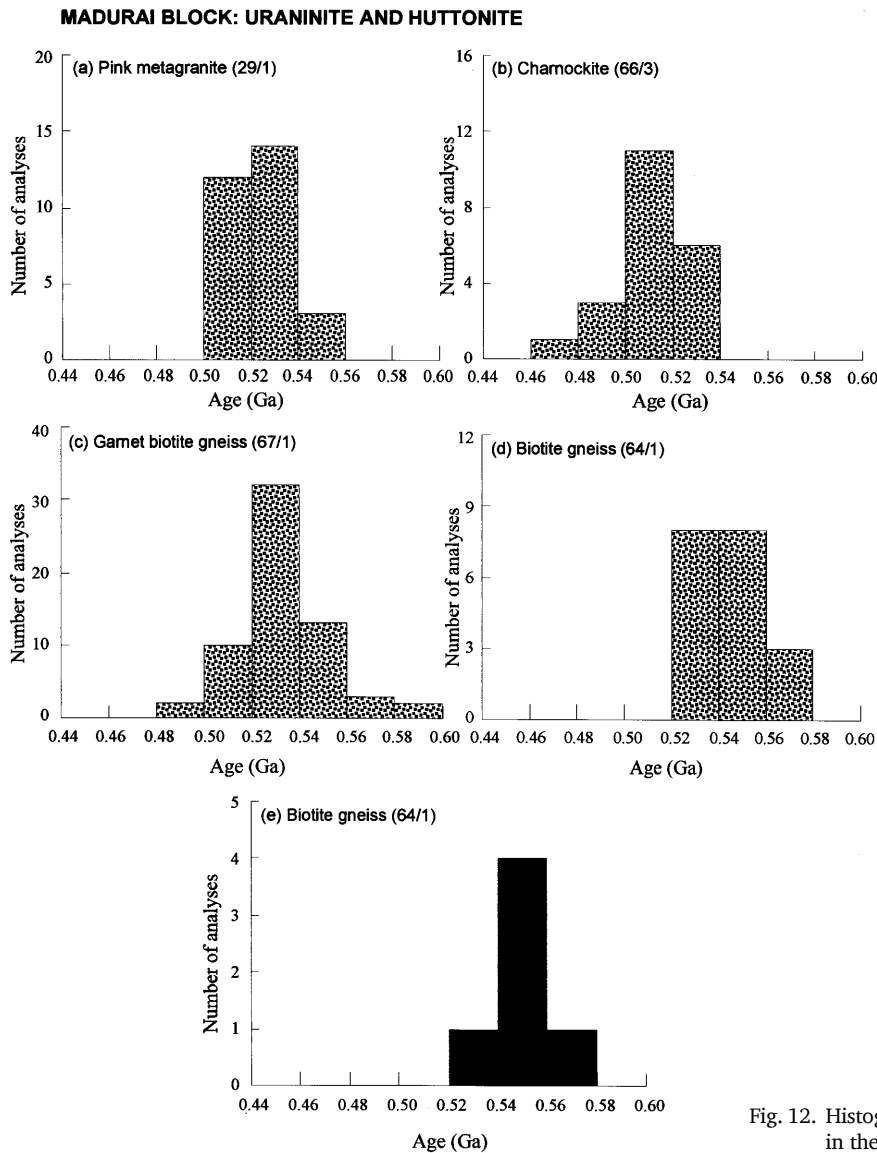 MADURAI BLOCK: URANINITE AND HUTTONITE
(a) Pink metagranite (29/1)
20
15
10
5
0
Number of analyses
0.44 0.46 0.48 0.50 0.52 0.54 0.56 0.58 0.60
Age (Ga)
(b) Charnockite (66/3)
16
12
8
4
0
Number of analyses
0.44 0.46 0.48 0.50 0.52 0.54 0.56 0.58 0.60
Age (Ga)
(c) Garnet biotite gneiss (67/1)
40
30
20
10
0
Number of analyses
0.44 0.46 0.48 0.50 0.52 0.54 0.56 0.58 0.60
Age (Ga)
(d) Biotite gneiss (64/1)
12
9
6
3
0
Number of analyses
0.44 0.46 0.48 0.50 0.52 0.54 0.56 0.58 0.60
Age (Ga)
(e) Biotite gneiss (64/1)
5
4
3
2
1
0
Number of analyses
0.44 0.46 0.48 0.50 0.52 0.54 0.56 0.58 0.60
Age (Ga)
Fig. 12. Histog
in the